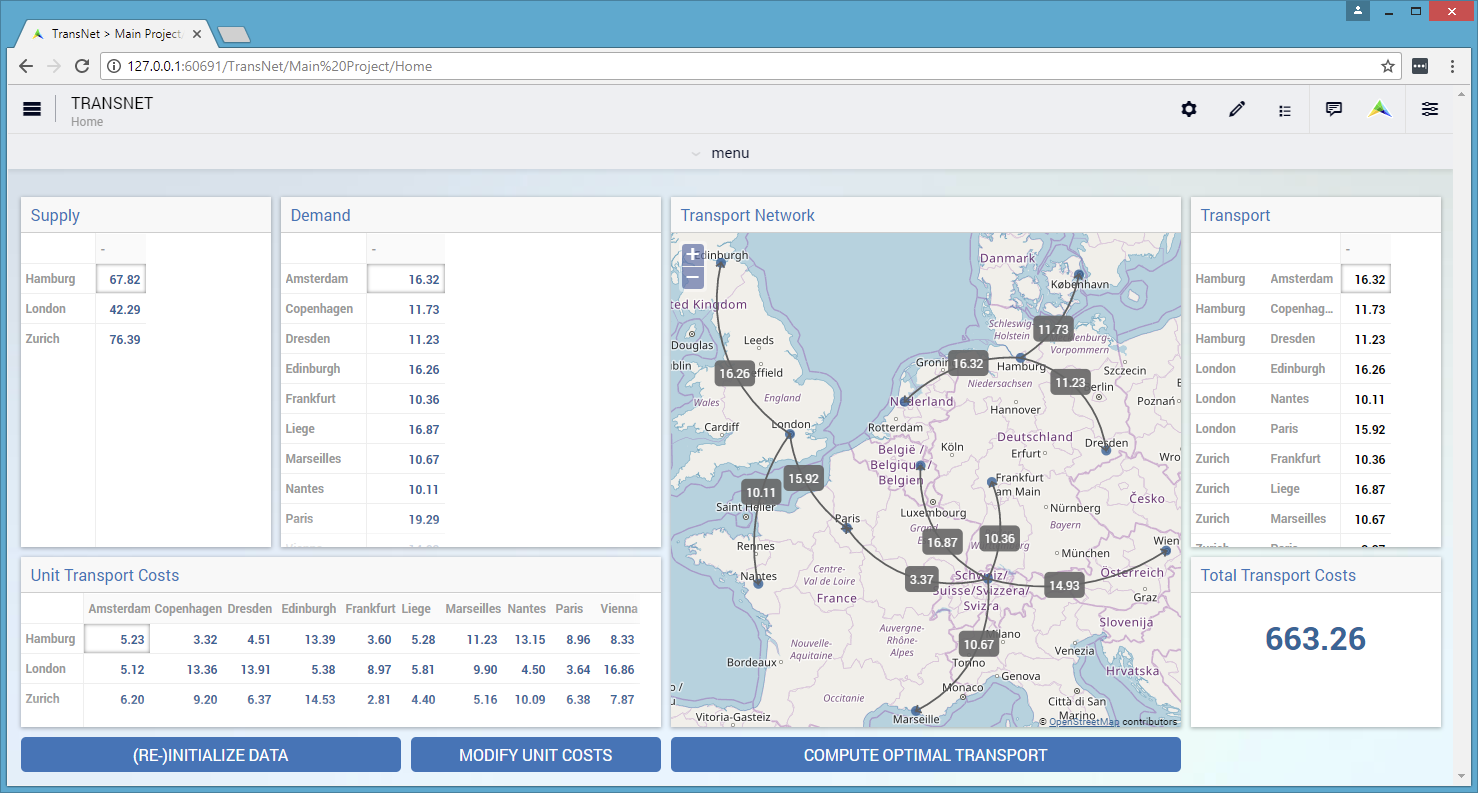 TransNet > Main Project
127.0.0.1:60691/TransNet/Main%20Project/Home
TRANSNET
Home
menu
Supply
-
Hamburg 67.82
London 42.29
Zurich 76.39
Demand
-
Amsterdam 16.32
Copenhagen 11.73
Dresden 11.23
Edinburgh 16.26
Frankfurt 10.36
Liege 16.87
Marseilles 10.67
Nantes 10.11
Paris 19.29
Transport Network
+
−
dinburgh
ted Kingdom
Danmark
København
Schleswig-
Holstein
11.73
lenburg-
Vorpommern
Douglas
blin
Leeds
effield
16.26
England
Wales
Cardiff
London
Groning
16.32
Hamburg
Niedersachsen
11.23
erlin
Szczecin
Poznań
Nederland
Rotterdam
Hannover
Deutschland
Dresden
Wro
België /
Belgique /
Belgien
Köln
Erfurt
15.92
10.11
Saint Helier
Frankfurt
am Main
Česko
Luxembourg
Nürnberg
Bayern
Paris
Grand
16.87
10.36
Rennes
München
Wien
Nantes
Centre-
Val de Loire
France
3.37
Schweiz/
Suisse/Svizzera/
Svizra
14.93
Österreich
Graz
Slovenija
Auvergne-
Rhône-
Alpes
10.67
Milano
Torino
Venezia
Nouvelle-
Aquitaine
Bordeaux
Genova
Hrvatska
Monaco
Occitanie
Città di San
Marino
Vitoria-Gasteiz
Marseille
© OpenStreetMap contributors
Transport
-
Hamburg Amsterdam 16.32
Hamburg Copenhag... 11.73
Hamburg Dresden 11.23
London Edinburgh 16.26
London Nantes 10.11
London Paris 15.92
Zurich Frankfurt 10.36
Zurich Liege 16.87
Zurich Marseilles 10.67
Unit Transport Costs
Amsterdam Copenhagen Dresden Edinburgh Frankfurt Liege Marseilles Nantes Paris Vienna
Hamburg 5.23 3.32 4.51 13.39 3.60 5.28 11.23 13.15 8.96 8.33
London 5.12 13.36 13.91 5.38 8.97 5.81 9.90 4.50 3.64 16.86
Zurich 6.20 9.20 6.37 14.53 2.81 4.40 5.16 10.09 6.38 7.87
Total Transport Costs
663.26
(RE-)INITIALIZE DATA
MODIFY UNIT COSTS
COMPUTE OPTIMAL TRANSPORT